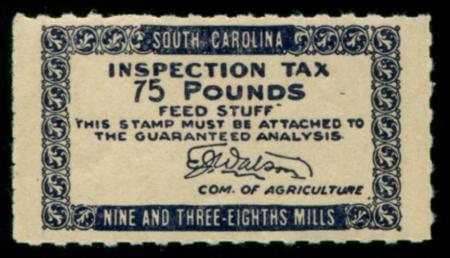 SOUTH CAROLINA
INSPECTION TAX
75 POUNDS
FEED STUFF
THIS STAMP MUST BE ATTACHED TO
THE GUARANTEED ANALYSIS
EJWatson
COM. OF AGRICULTURE
NINE AND THREE-EIGHTHS MILLS